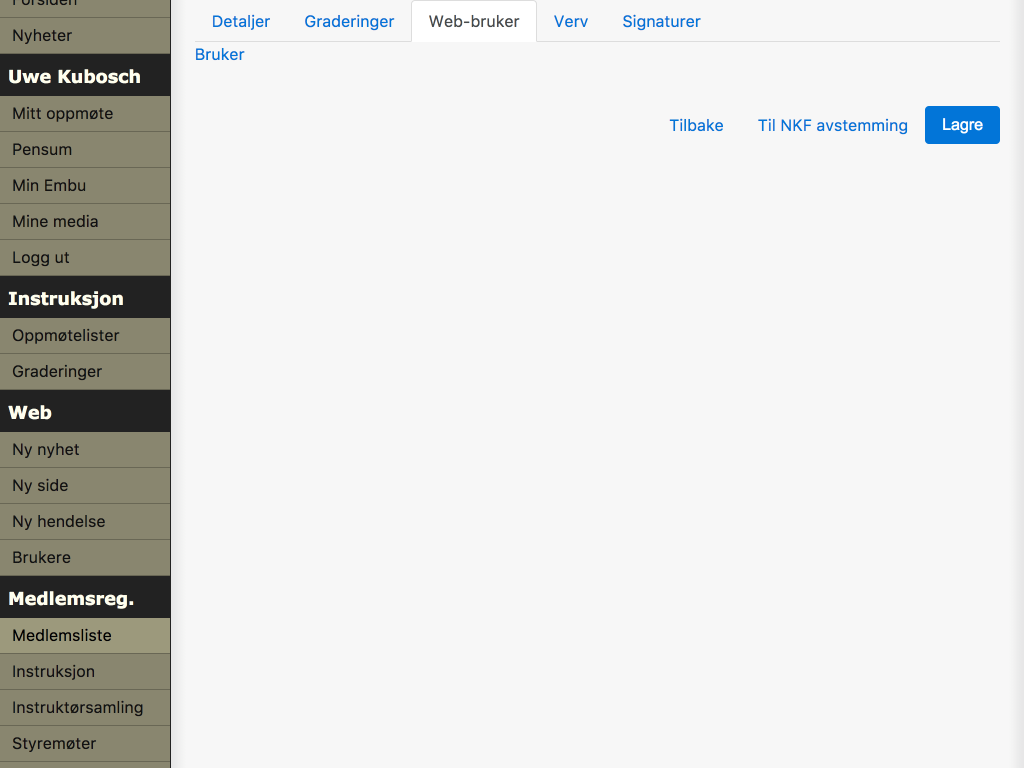 Forsiden
Nyheter
Uwe Kubosch
Mitt oppmøte
Pensum
Min Embu
Mine media
Logg ut
Instruksjon
Oppmøtelister
Graderinger
Web
Ny nyhet
Ny side
Ny hendelse
Brukere
Medlemsreg.
Medlemsliste
Instruksjon
Instruktørsamling
Styremøter
Detaljer Graderinger Web-bruker Verv Signaturer
Bruker
Tilbake Til NKF avstemming Lagre